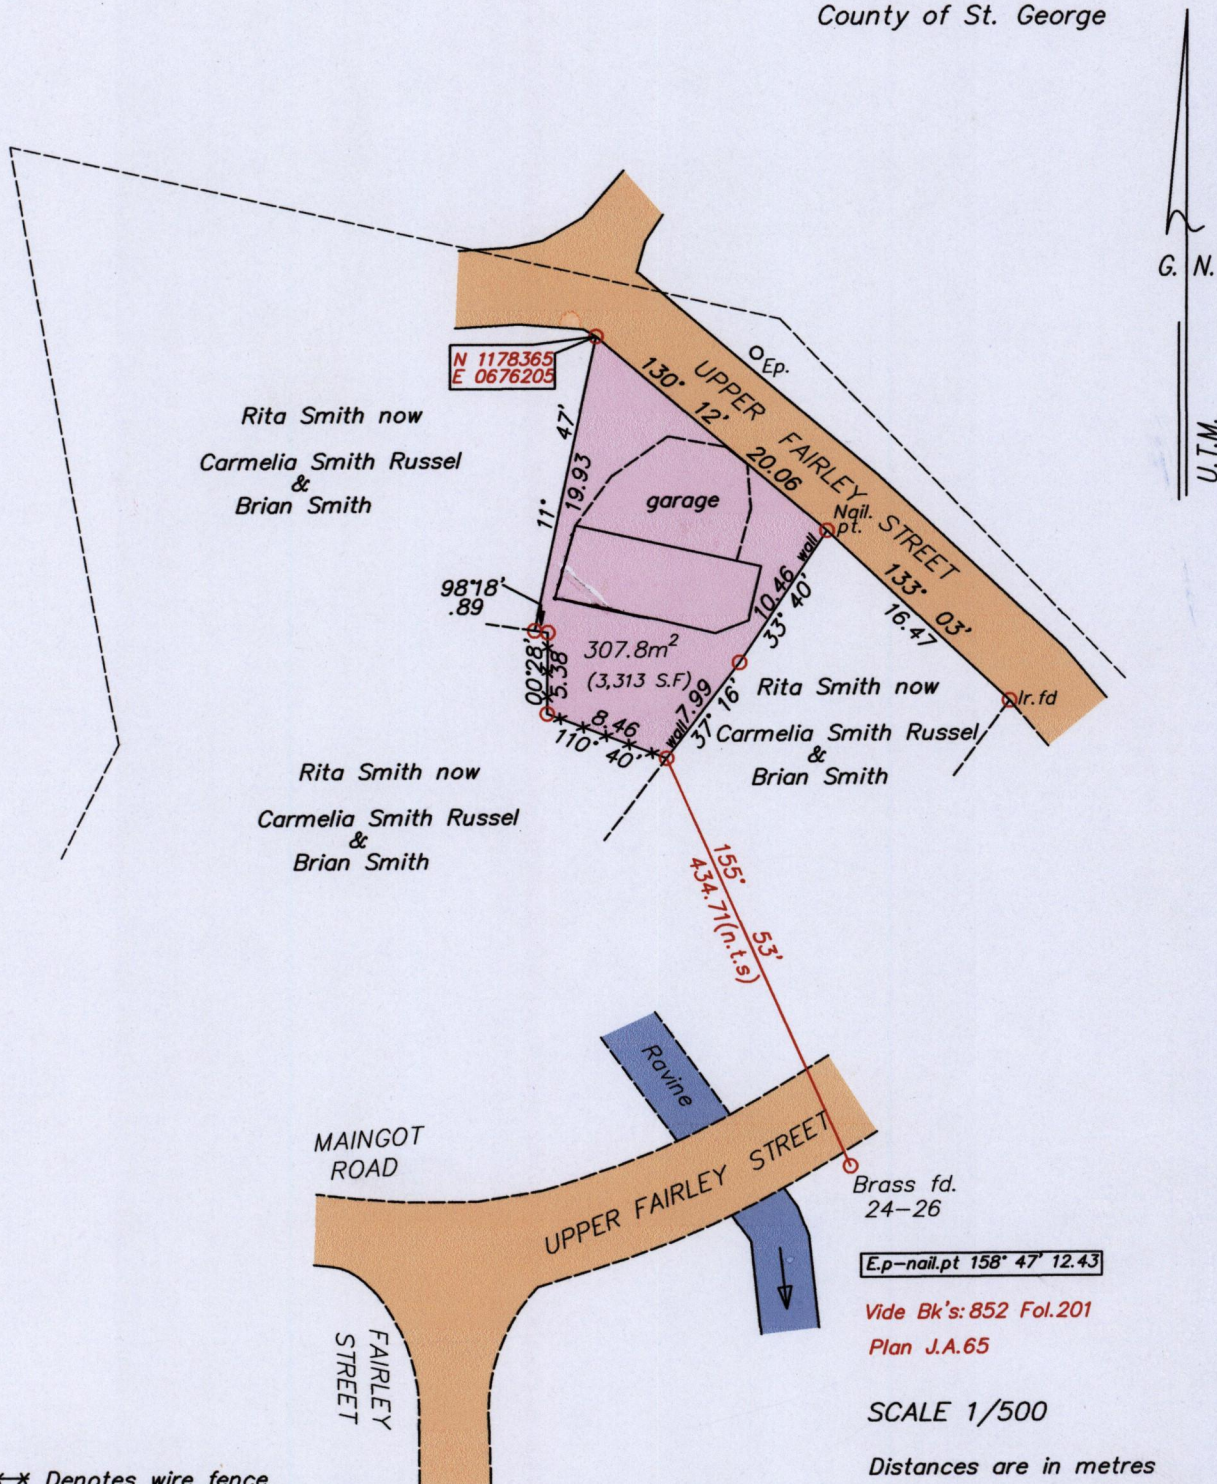 County of St. George
G. N.
U.T.M.
N 1178365
E 0676205
Ep.
130° 12'
20.06
UPPER FAIRLEY STREET
Rita Smith now
Carmelia Smith Russel
&
Brian Smith
11° 47'
19.93
garage
Nail.
pt.
133° 03'
16.47
10.46 wall
33° 40'
98°18'
.89
00°28'
5.38
307.8m²
(3,313 S.F)
Ir.fd
wall 7.99
37° 16'
8.46
110° 40'
Rita Smith now
Carmelia Smith Russel
&
Brian Smith
Rita Smith now
Carmelia Smith Russel
&
Brian Smith
155° 53'
434.71(n.t.s)
Ravine
MAINGOT
ROAD
UPPER FAIRLEY STREET
Brass fd.
24-26
E.p-nail.pt 158° 47' 12.43
Vide Bk's: 852 Fol.201
Plan J.A.65
FAIRLEY
STREET
SCALE 1/500
Distances are in metres
Denotes wire fence